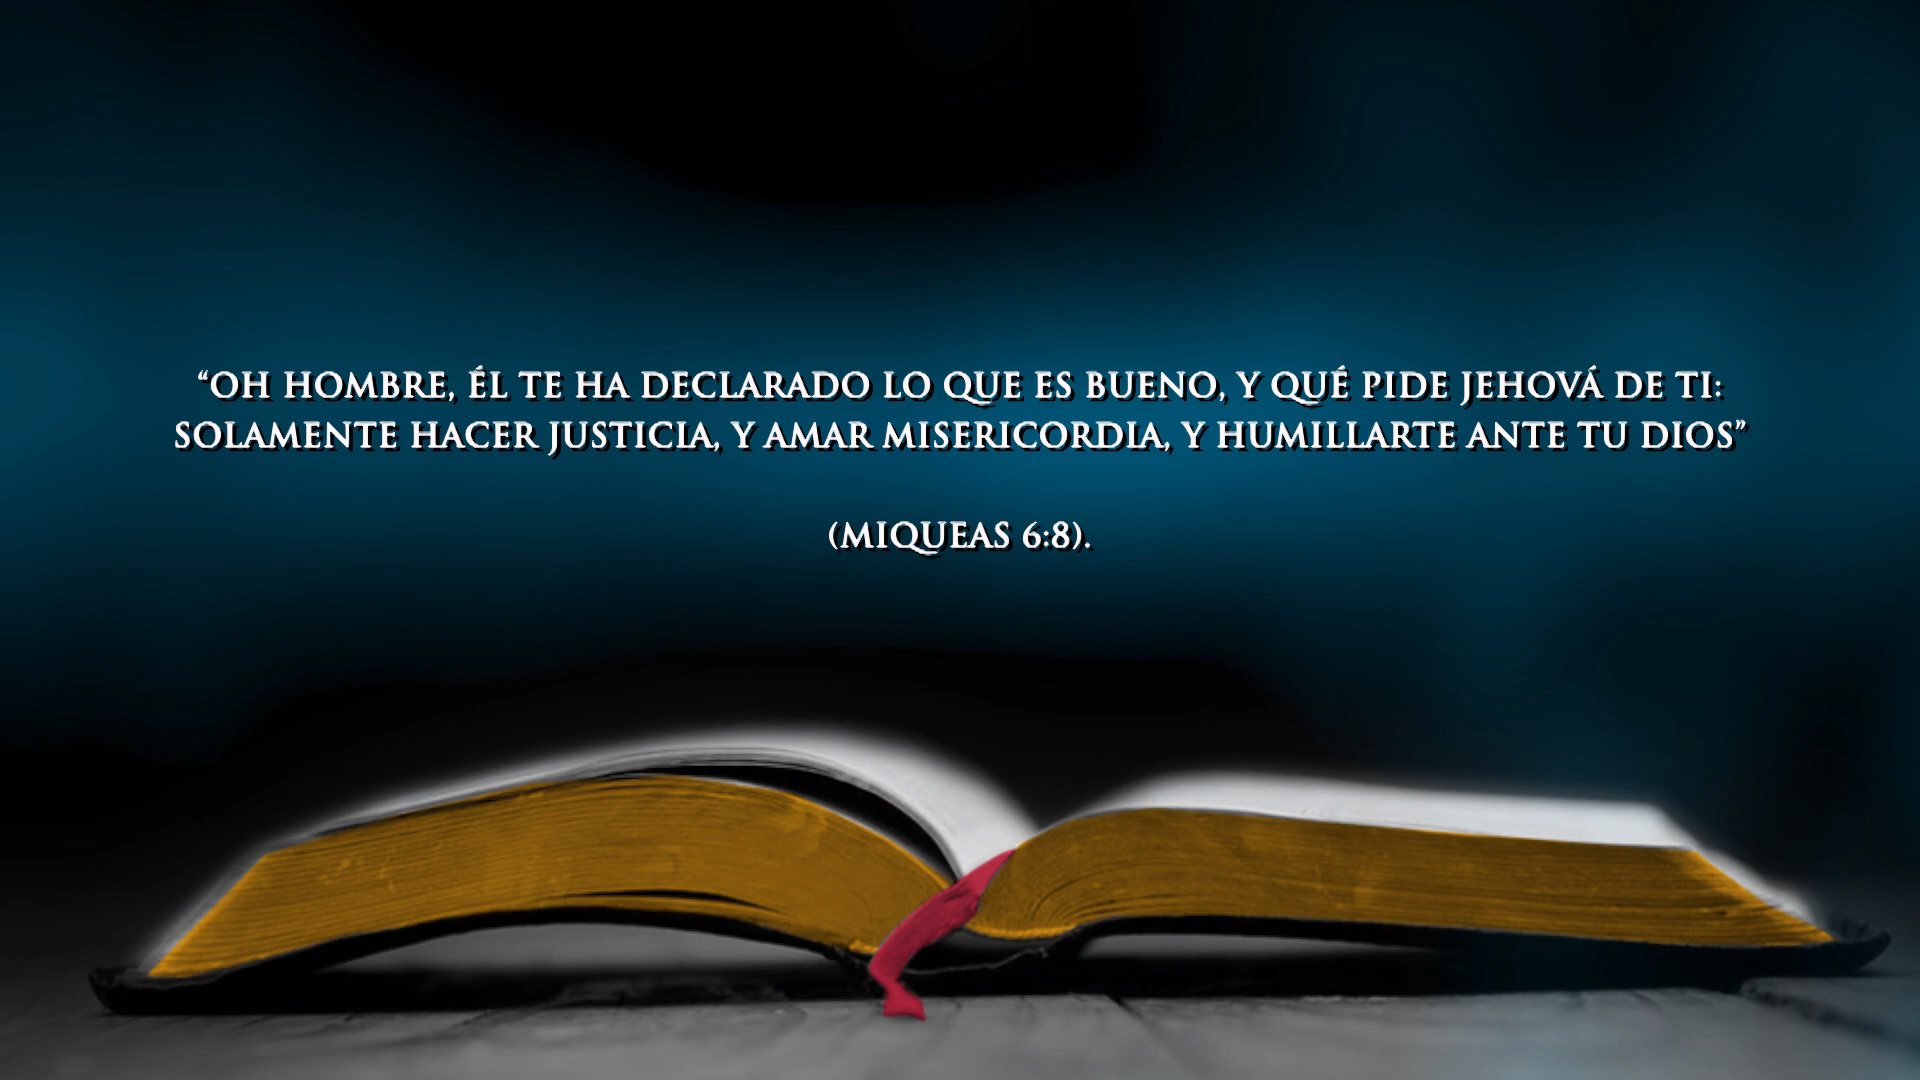 “OH HOMBRE, ÉL TE HA DECLARADO LO QUE ES BUENO, Y QUÉ PIDE JEHOVÁ DE TI:
SOLAMENTE HACER JUSTICIA, Y AMAR MISERICORDIA, Y HUMILLARTE ANTE TU DIOS”
(MIQUEAS 6:8).